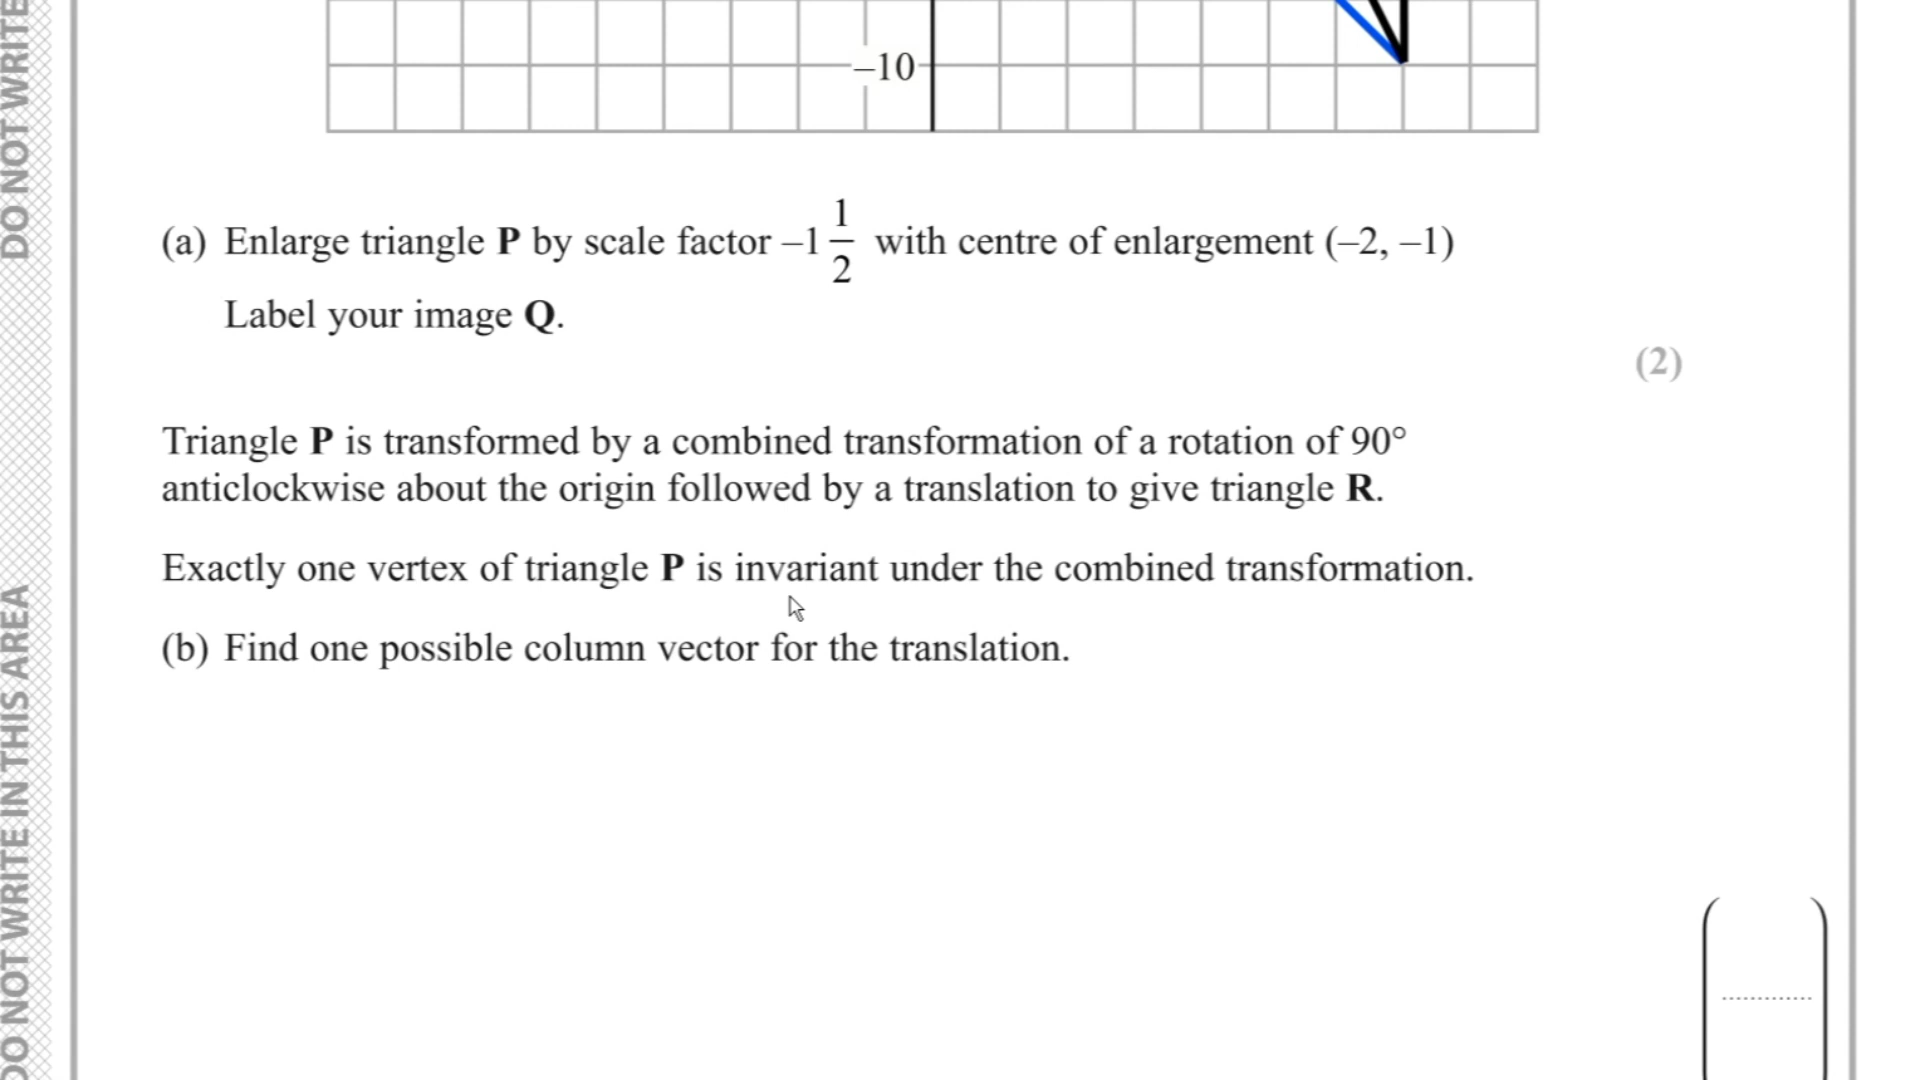 DO NOT WRITE
–10
(a) Enlarge triangle P by scale factor –1 1/2 with centre of enlargement (–2, –1)
Label your image Q.
(2)
Triangle P is transformed by a combined transformation of a rotation of 90°
anticlockwise about the origin followed by a translation to give triangle R.
Exactly one vertex of triangle P is invariant under the combined transformation.
(b) Find one possible column vector for the translation.
DO NOT WRITE IN THIS AREA